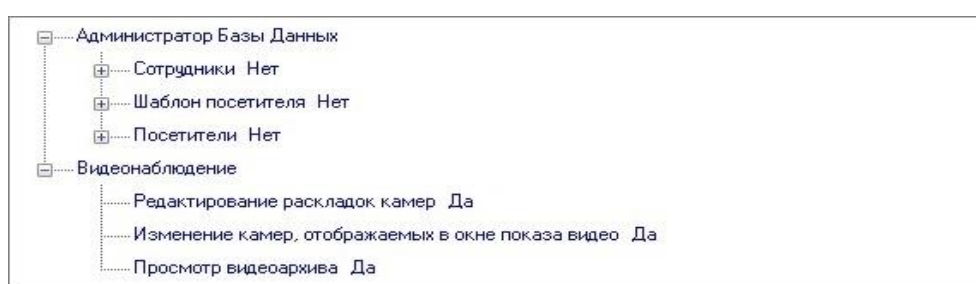 Администратор Базы Данных
Сотрудники Нет
Шаблон посетителя Нет
Посетители Нет
Видеонаблюдение
Редактирование раскладок камер Да
Изменение камер, отображаемых в окне показа видео Да
Просмотр видеоархива Да